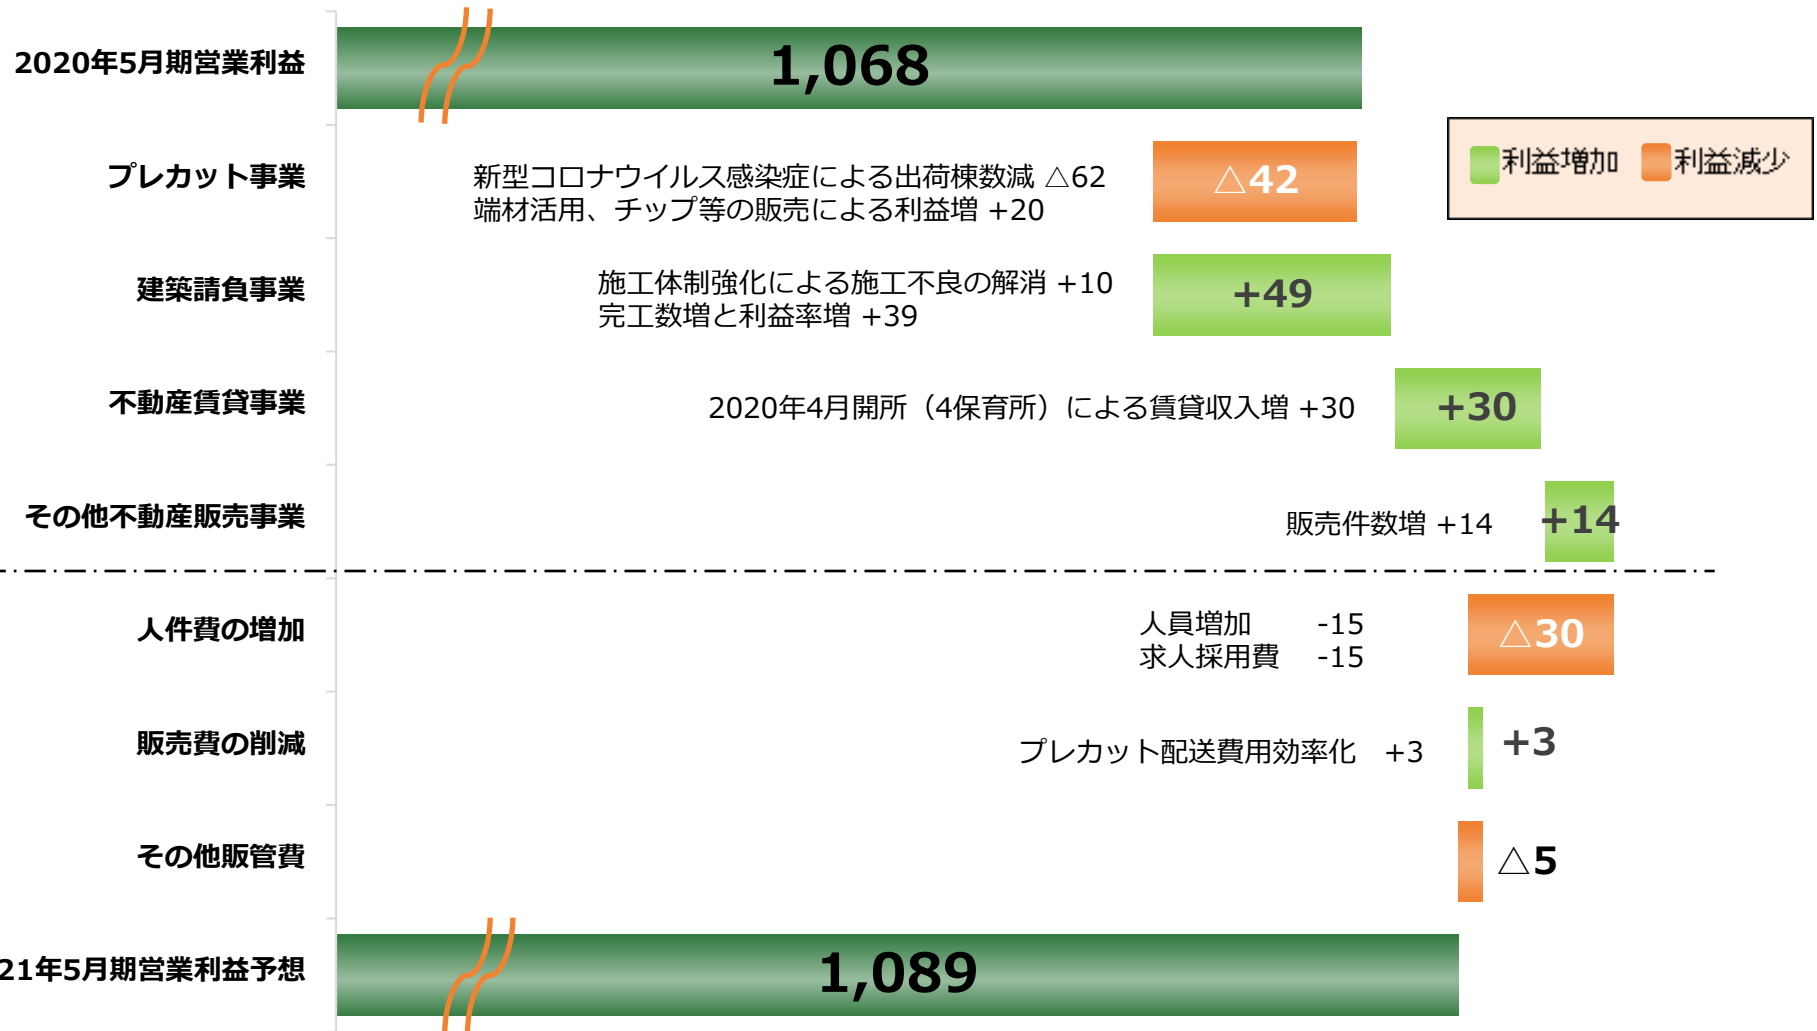 2020年5月期営業利益
1,068
利益増加 利益減少
プレカット事業
新型コロナウイルス感染症による出荷棟数減 △62
端材活用、チップ等の販売による利益増 +20
△42
建築請負事業
施工体制強化による施工不良の解消 +10
完工数増と利益率増 +39
+49
不動産賃貸事業
2020年4月開所（4保育所）による賃貸収入増 +30
+30
その他不動産販売事業
販売件数増 +14
+14
人件費の増加
人員増加 -15
求人採用費 -15
△30
販売費の削減
プレカット配送費用効率化 +3
+3
その他販管費
△5
21年5月期営業利益予想
1,089